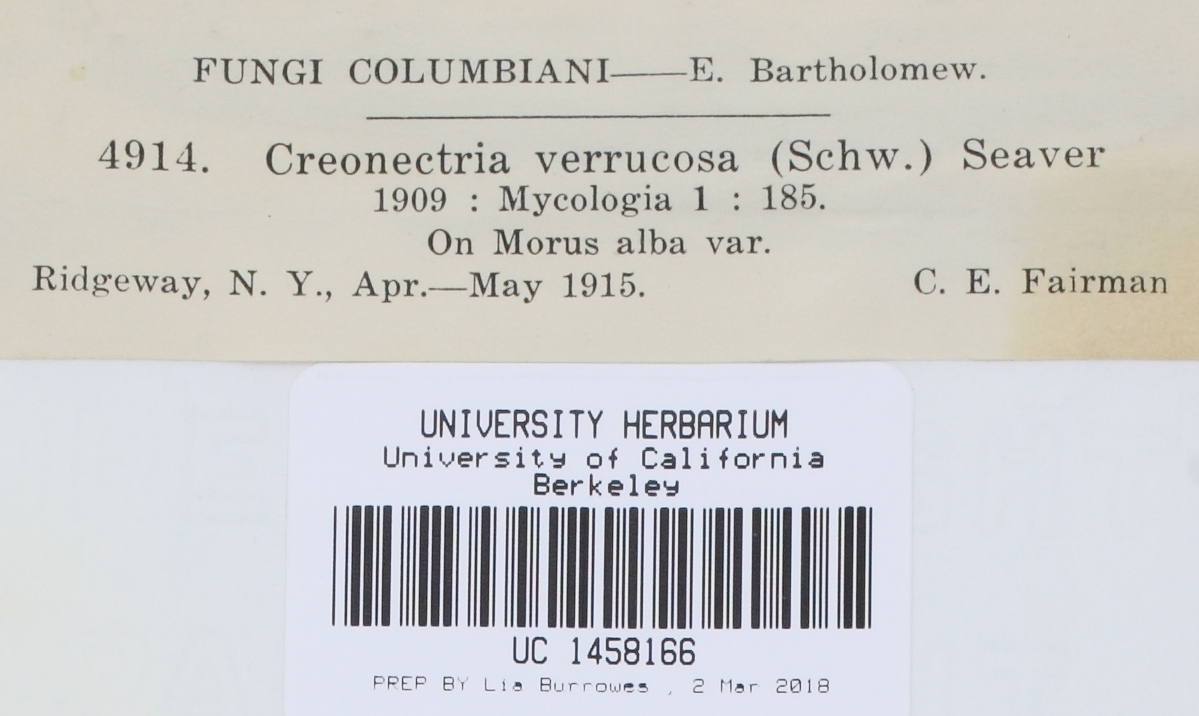 FUNGI COLUMBIANI——E. Bartholomew.
4914. Creonectria verrucosa (Schw.) Seaver
1909 : Mycologia 1 : 185.
On Morus alba var.
Ridgeway, N. Y., Apr.—May 1915. C. E. Fairman
UNIVERSITY HERBARIUM
University of California
Berkeley
UC 1458166
PREP BY Lia Burrowes , 2 Mar 2018